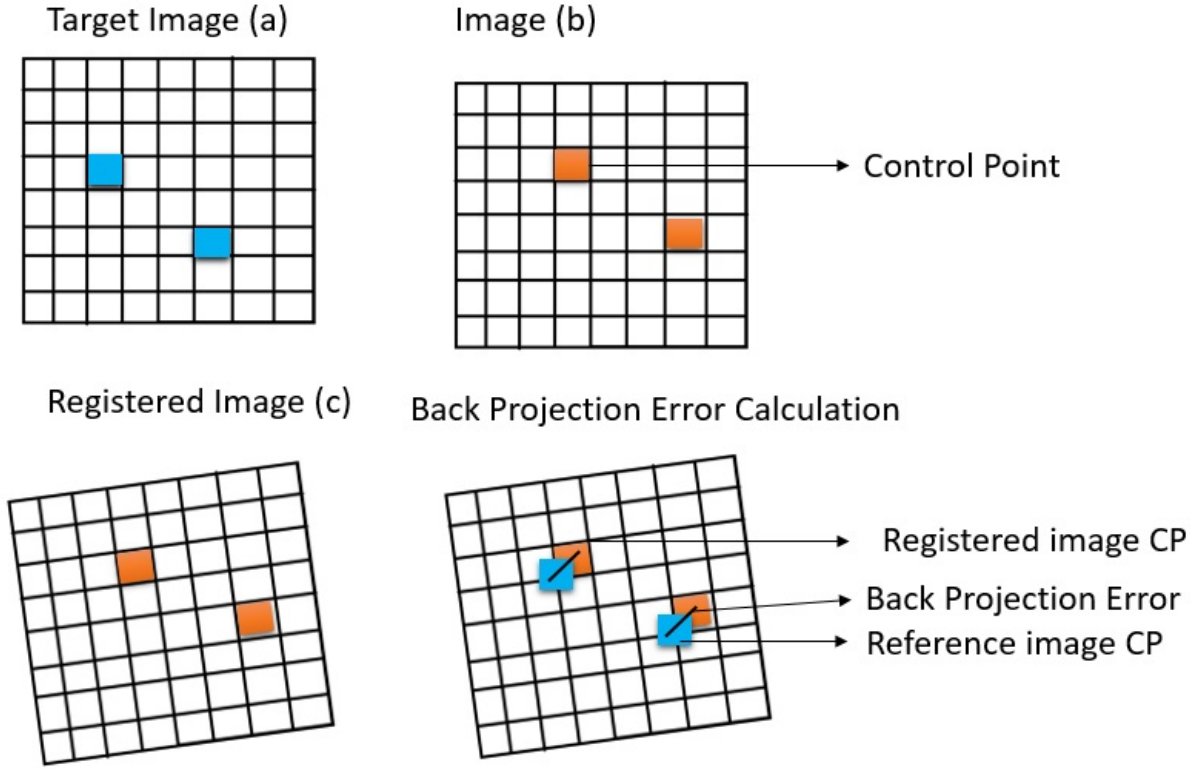 Target Image (a)
Image (b)
Control Point
Registered Image (c)
Back Projection Error Calculation
Registered image CP
Back Projection Error
Reference image CP